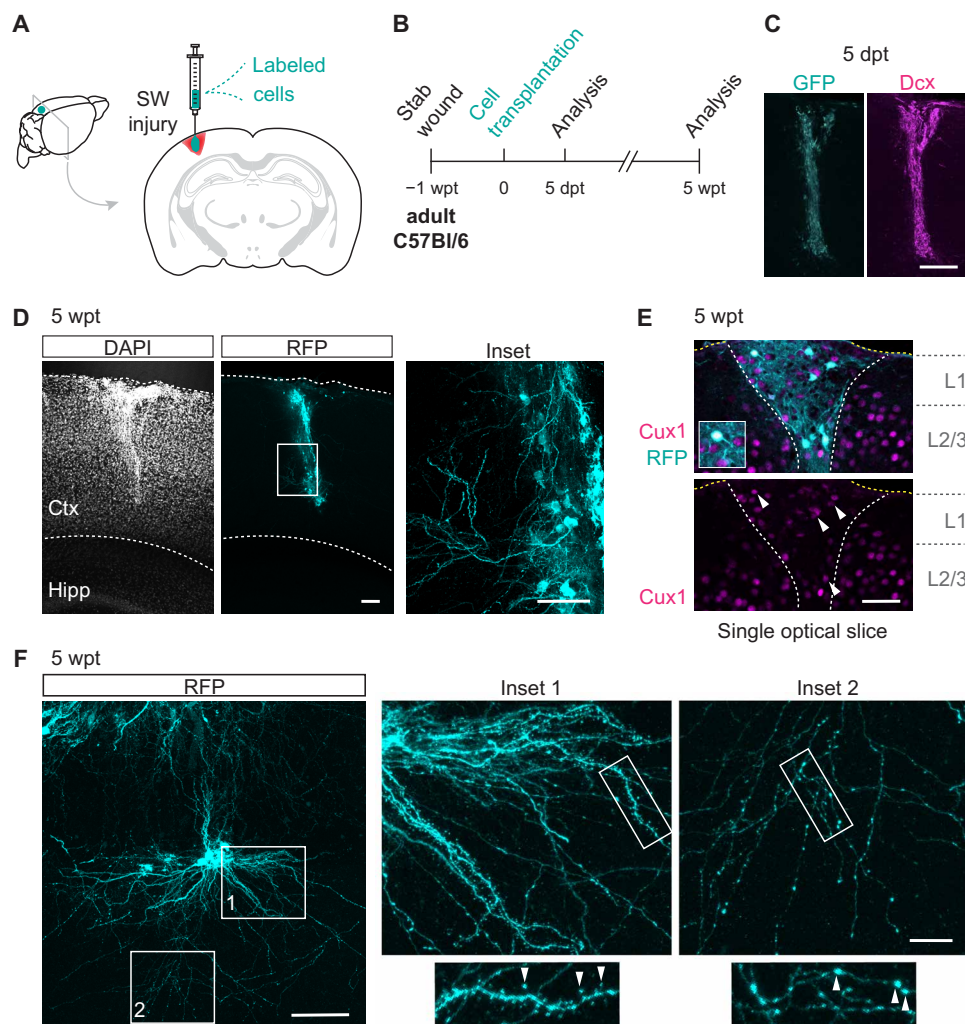 A
SW
injury
Labeled
cells
B
Stab
wound
Cell
transplantation
Analysis
Analysis
−1 wpt
0
5 dpt
5 wpt
adult
C57Bl/6
C
5 dpt
GFP
Dcx
D 5 wpt
DAPI
RFP
Inset
Ctx
Hipp
E 5 wpt
Cux1
RFP
L1
L2/3
Cux1
L1
L2/3
Single optical slice
F 5 wpt
RFP
1
2
Inset 1
Inset 2